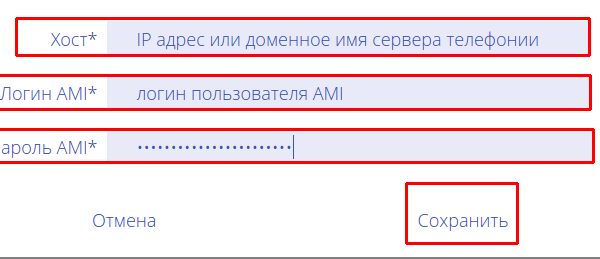 Хост* IP адрес или доменное имя сервера телефонии
Логин AMI* логин пользователя AMI
ароль AMI* •••••••••••••••••••••••
Отмена Сохранить